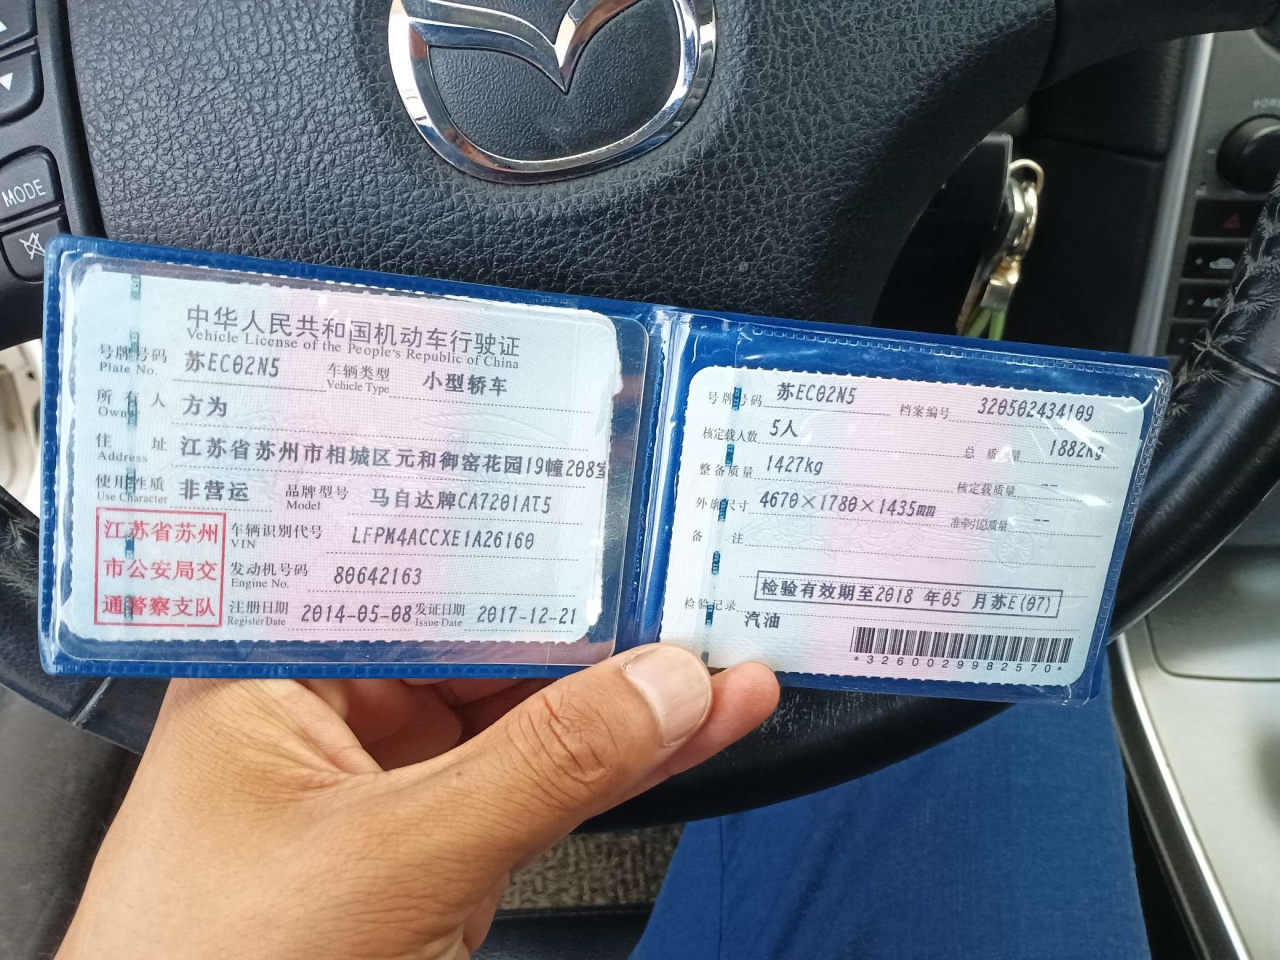 MODE
中华人民共和国机动车行驶证
Vehicle License of the People's Republic of China
号牌号码 苏EC02N5 车辆类型 小型轿车
Plate No. Vehicle Type
所有人 方为
Owner
住址 江苏省苏州市相城区元和御窑花园19幢208室
Address
使用性质 非营运 品牌型号 马自达牌CA7201AT5
Use Character Model
江苏省苏州
市公安局交
通警察支队
车辆识别代号 LFPM4ACCXE1A26160
VIN
发动机号码 80642163
Engine No.
注册日期 2014-05-08 发证日期 2017-12-21
Register Date Issue Date
号牌号码 苏EC02N5 档案编号 320502434109
核定载人数 5人 总质量 1882kg
整备质量 1427kg 核定载质量 --
外廓尺寸 4670×1780×1435mm 准牵引总质量 --
备注
检验有效期至2018 年05 月苏E(07)
检验记录
汽油
*3260029982570*